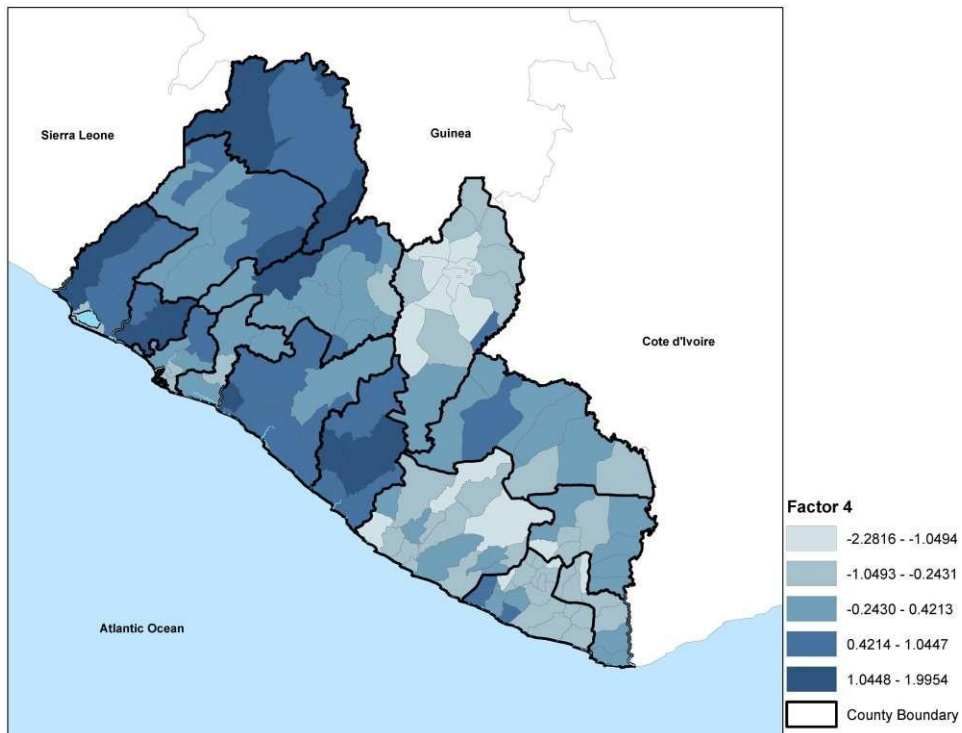 Sierra Leone
Guinea
Cote d'Ivoire
Atlantic Ocean
Factor 4
-2.2816 - -1.0494
-1.0493 - -0.2431
-0.2430 - 0.4213
0.4214 - 1.0447
1.0448 - 1.9954
County Boundary